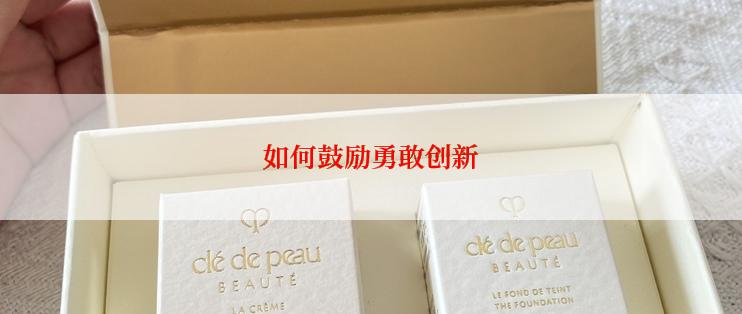 如何鼓励勇敢创新
clé de peau
BEAUTÉ
LA CRÈME
clé de peau
BEAUTÉ
LE FOND DE TEINT
THE FOUNDATION